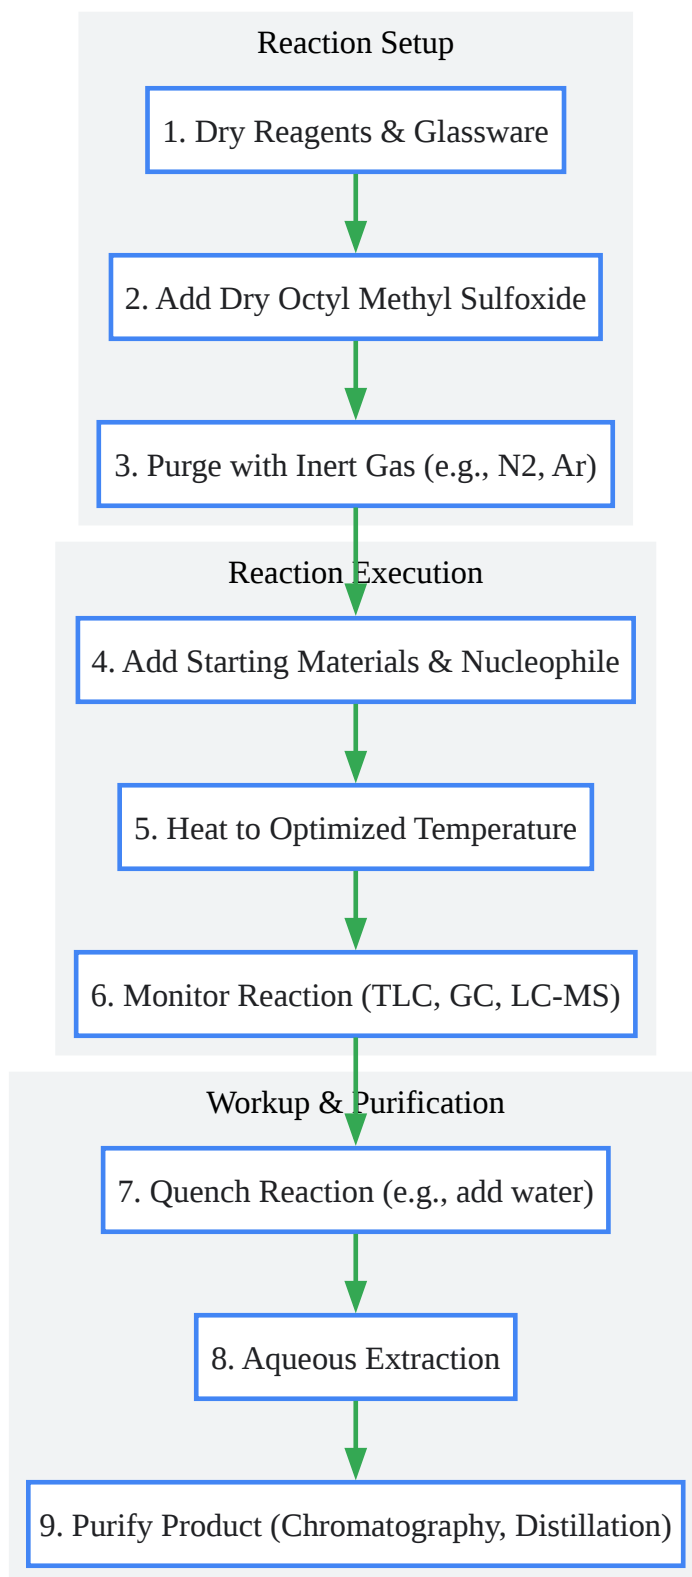 Reaction Setup
1. Dry Reagents & Glassware
2. Add Dry Octyl Methyl Sulfoxide
3. Purge with Inert Gas (e.g., N2, Ar)
Reaction Execution
4. Add Starting Materials & Nucleophile
5. Heat to Optimized Temperature
6. Monitor Reaction (TLC, GC, LC-MS)
Workup & Purification
7. Quench Reaction (e.g., add water)
8. Aqueous Extraction
9. Purify Product (Chromatography, Distillation)